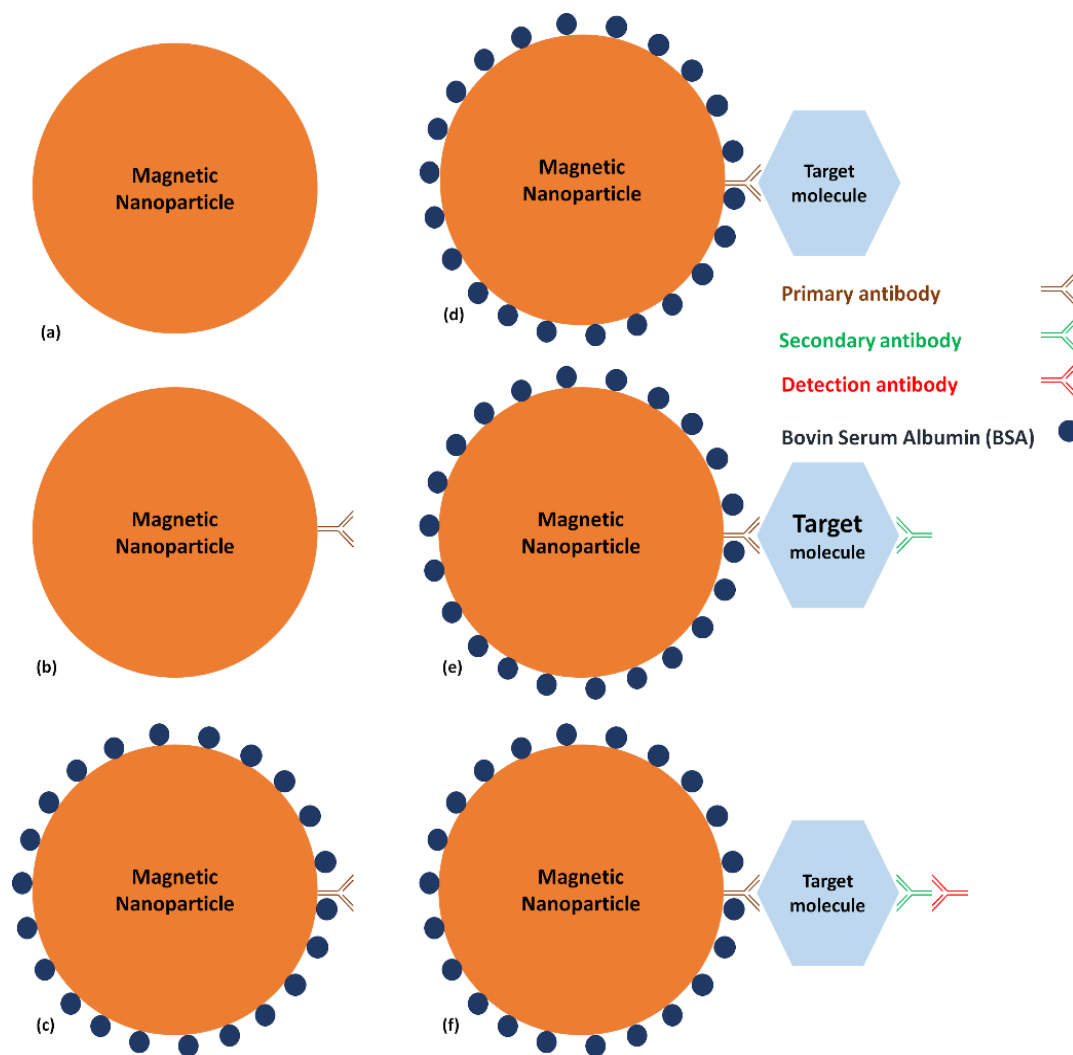 Magnetic
Nanoparticle
(a)
Magnetic
Nanoparticle
Target
molecule
(d)
Primary antibody
Secondary antibody
Detection antibody
Bovin Serum Albumin (BSA)
Magnetic
Nanoparticle
(b)
Magnetic
Nanoparticle
Target
molecule
(e)
Magnetic
Nanoparticle
(c)
Magnetic
Nanoparticle
Target
molecule
(f)